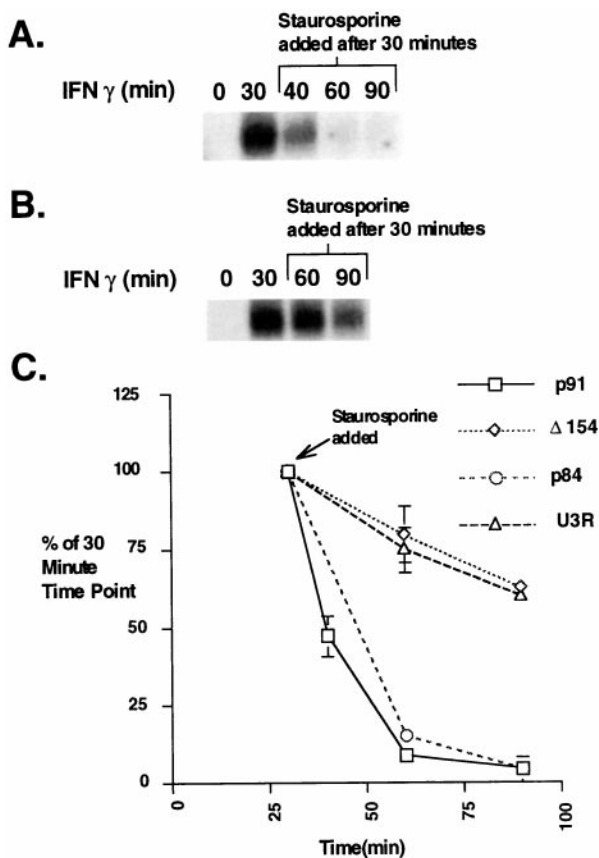 A.
Staurosporine
added after 30 minutes
IFN γ (min) 0 30 40 60 90
B.
Staurosporine
added after 30 minutes
IFN γ (min) 0 30 60 90
C.
125
100
75
50
25
0
% of 30
Minute
Time Point
Staurosporine
added
p91
Δ 154
p84
U3R
0 25 50 75 100
Time(min)